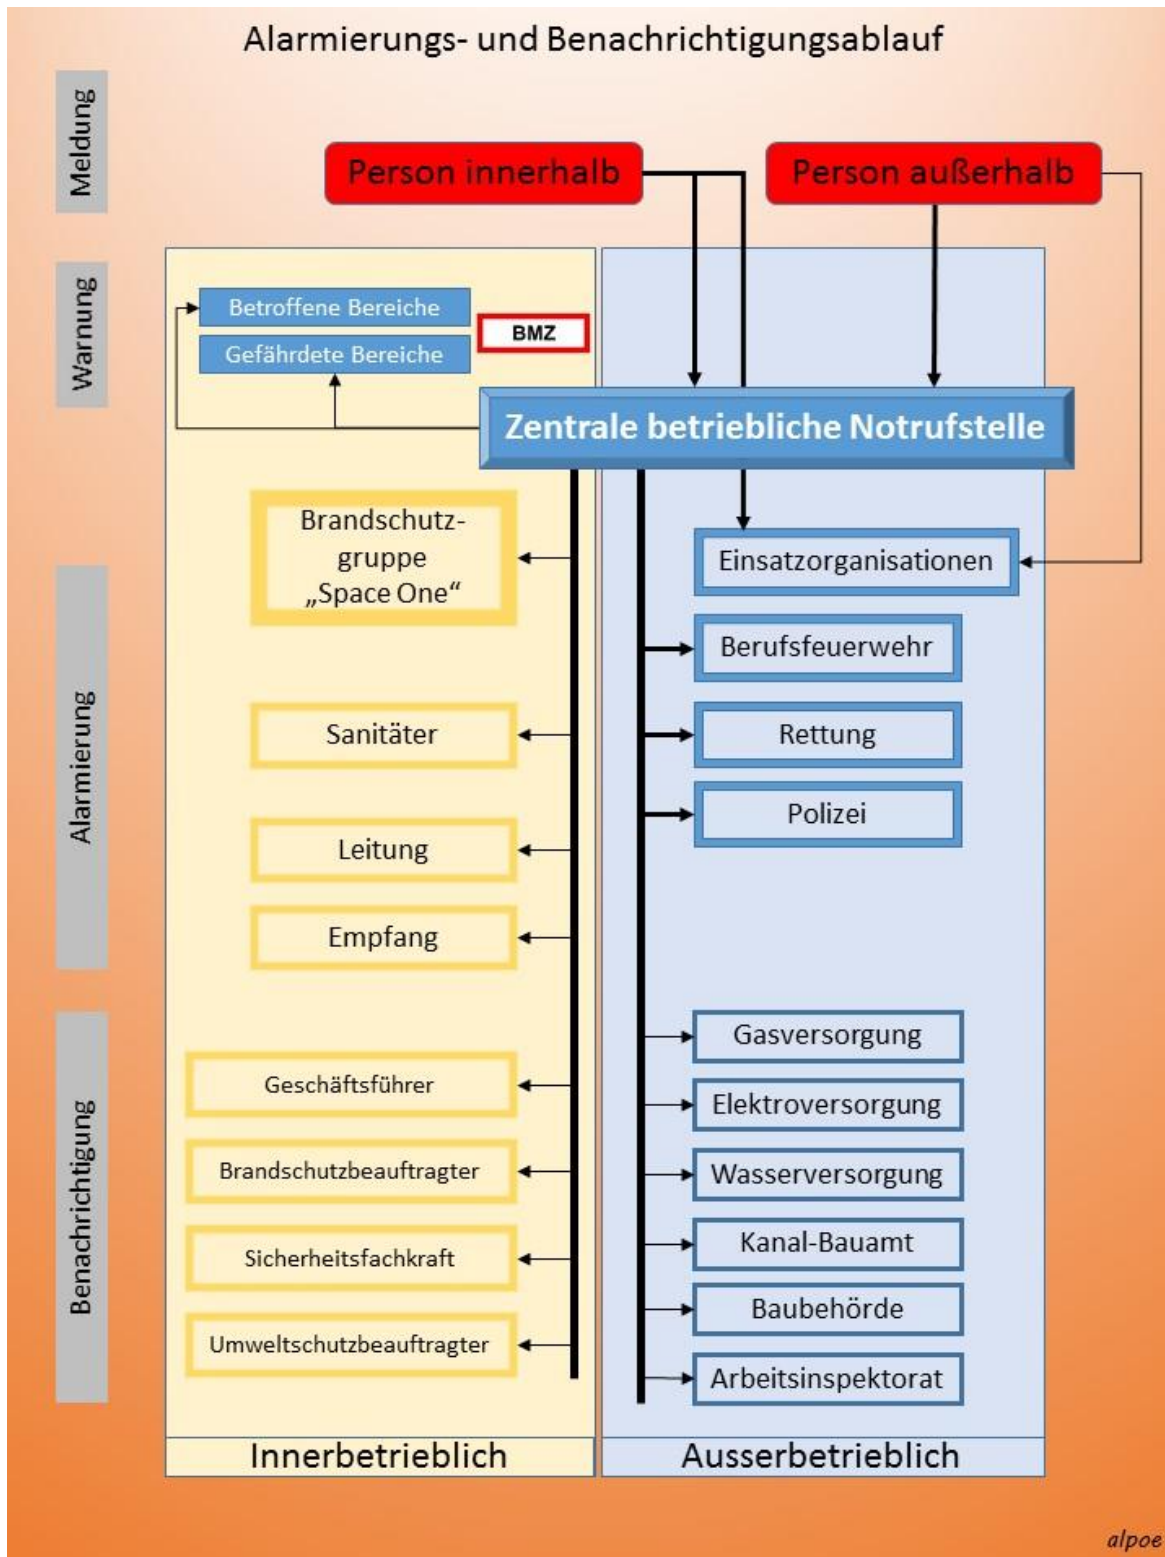 Alarmierungs- und Benachrichtigungsablauf
Meldung
Person innerhalb
Person außerhalb
Warnung
Betroffene Bereiche
Gefährdete Bereiche
BMZ
Zentrale betriebliche Notrufstelle
Alarmierung
Brandschutz-
gruppe
„Space One“
Sanitäter
Leitung
Empfang
Einsatzorganisationen
Berufsfeuerwehr
Rettung
Polizei
Benachrichtigung
Geschäftsführer
Brandschutzbeauftragter
Sicherheitsfachkraft
Umweltschutzbeauftragter
Gasversorgung
Elektroversorgung
Wasserversorgung
Kanal-Bauamt
Baubehörde
Arbeitsinspektorat
Innerbetrieblich
Ausserbetrieblich
alpoe